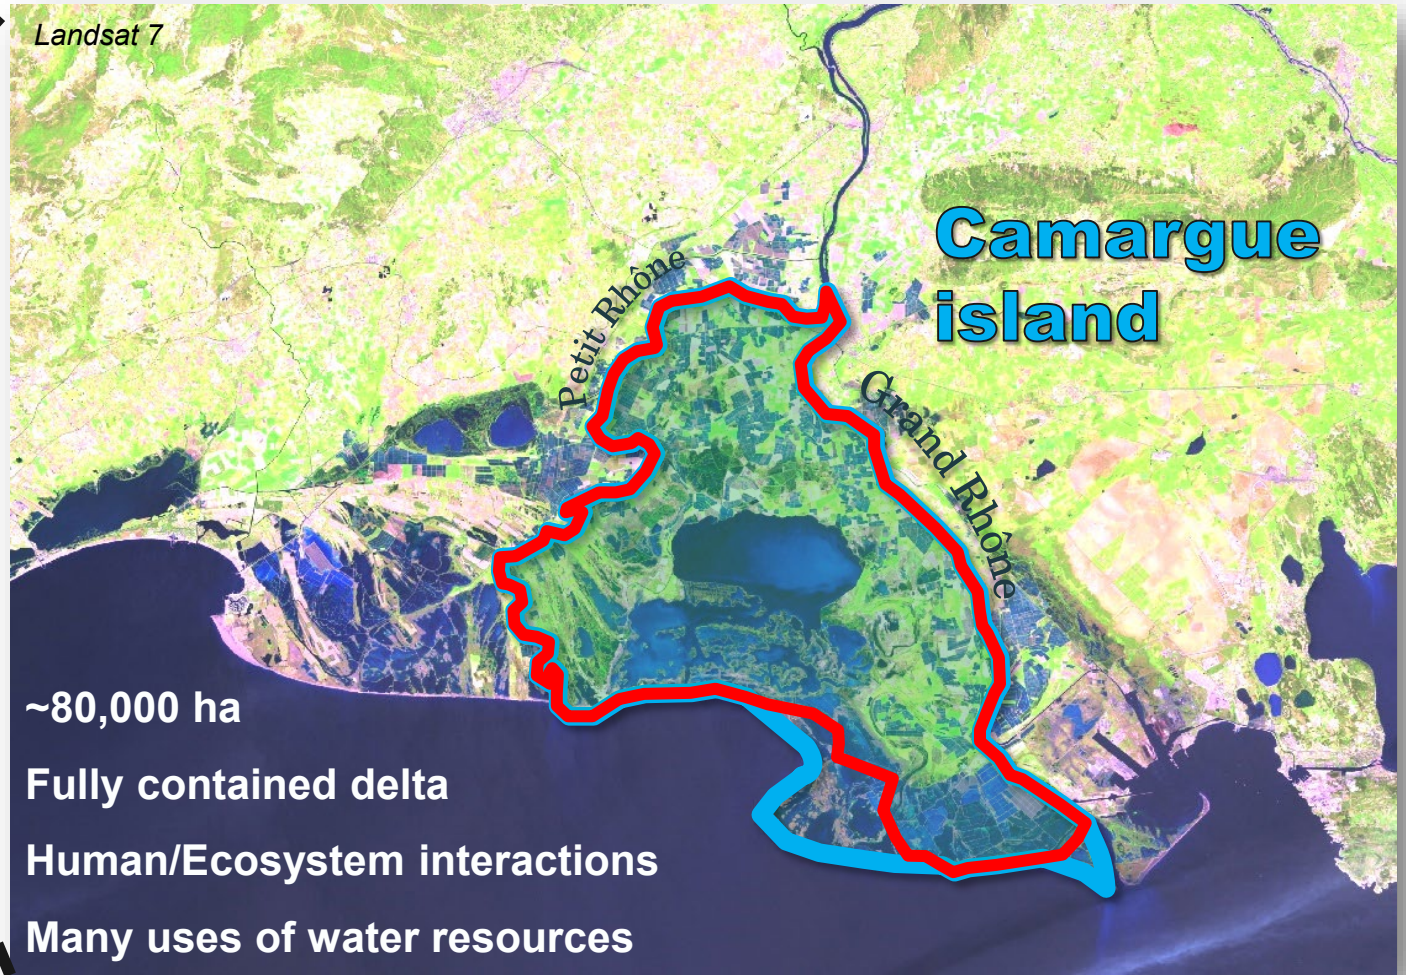 Landsat 7
Camargue
island
Petit Rhône
Grand Rhône
~80,000 ha
Fully contained delta
Human/Ecosystem interactions
Many uses of water resources